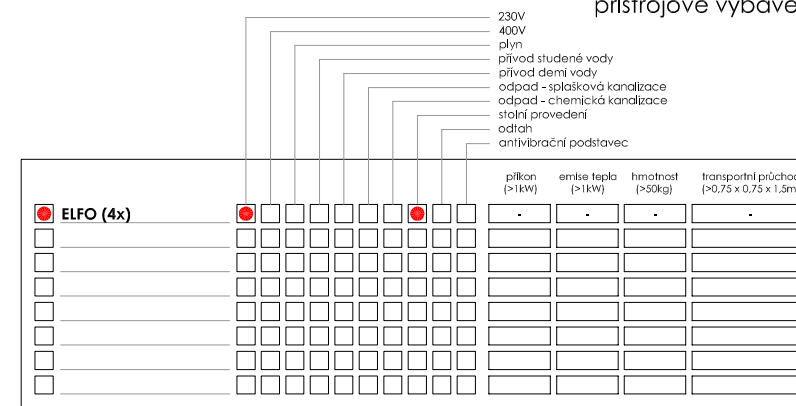 přístrojové vybave
230V
400V
plyn
přívod studené vody
přívod demi vody
odpad - splašková kanalizace
odpad - chemická kanalizace
stolní provedení
odtah
antivibrační podstavec
příkon emise tepla hmotnost transportní průchod
(>1kW) (>1kW) (>50kg) (>0,75 x 0,75 x 1,5m
ELFO (4x) - - - -